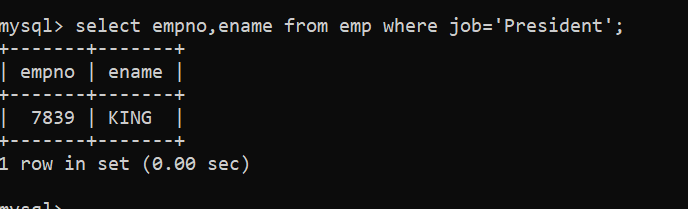 mysql> select empno,ename from emp where job='President';
+-------+-------+
| empno | ename |
+-------+-------+
|  7839 | KING  |
+-------+-------+
1 row in set (0.00 sec)
mysql>